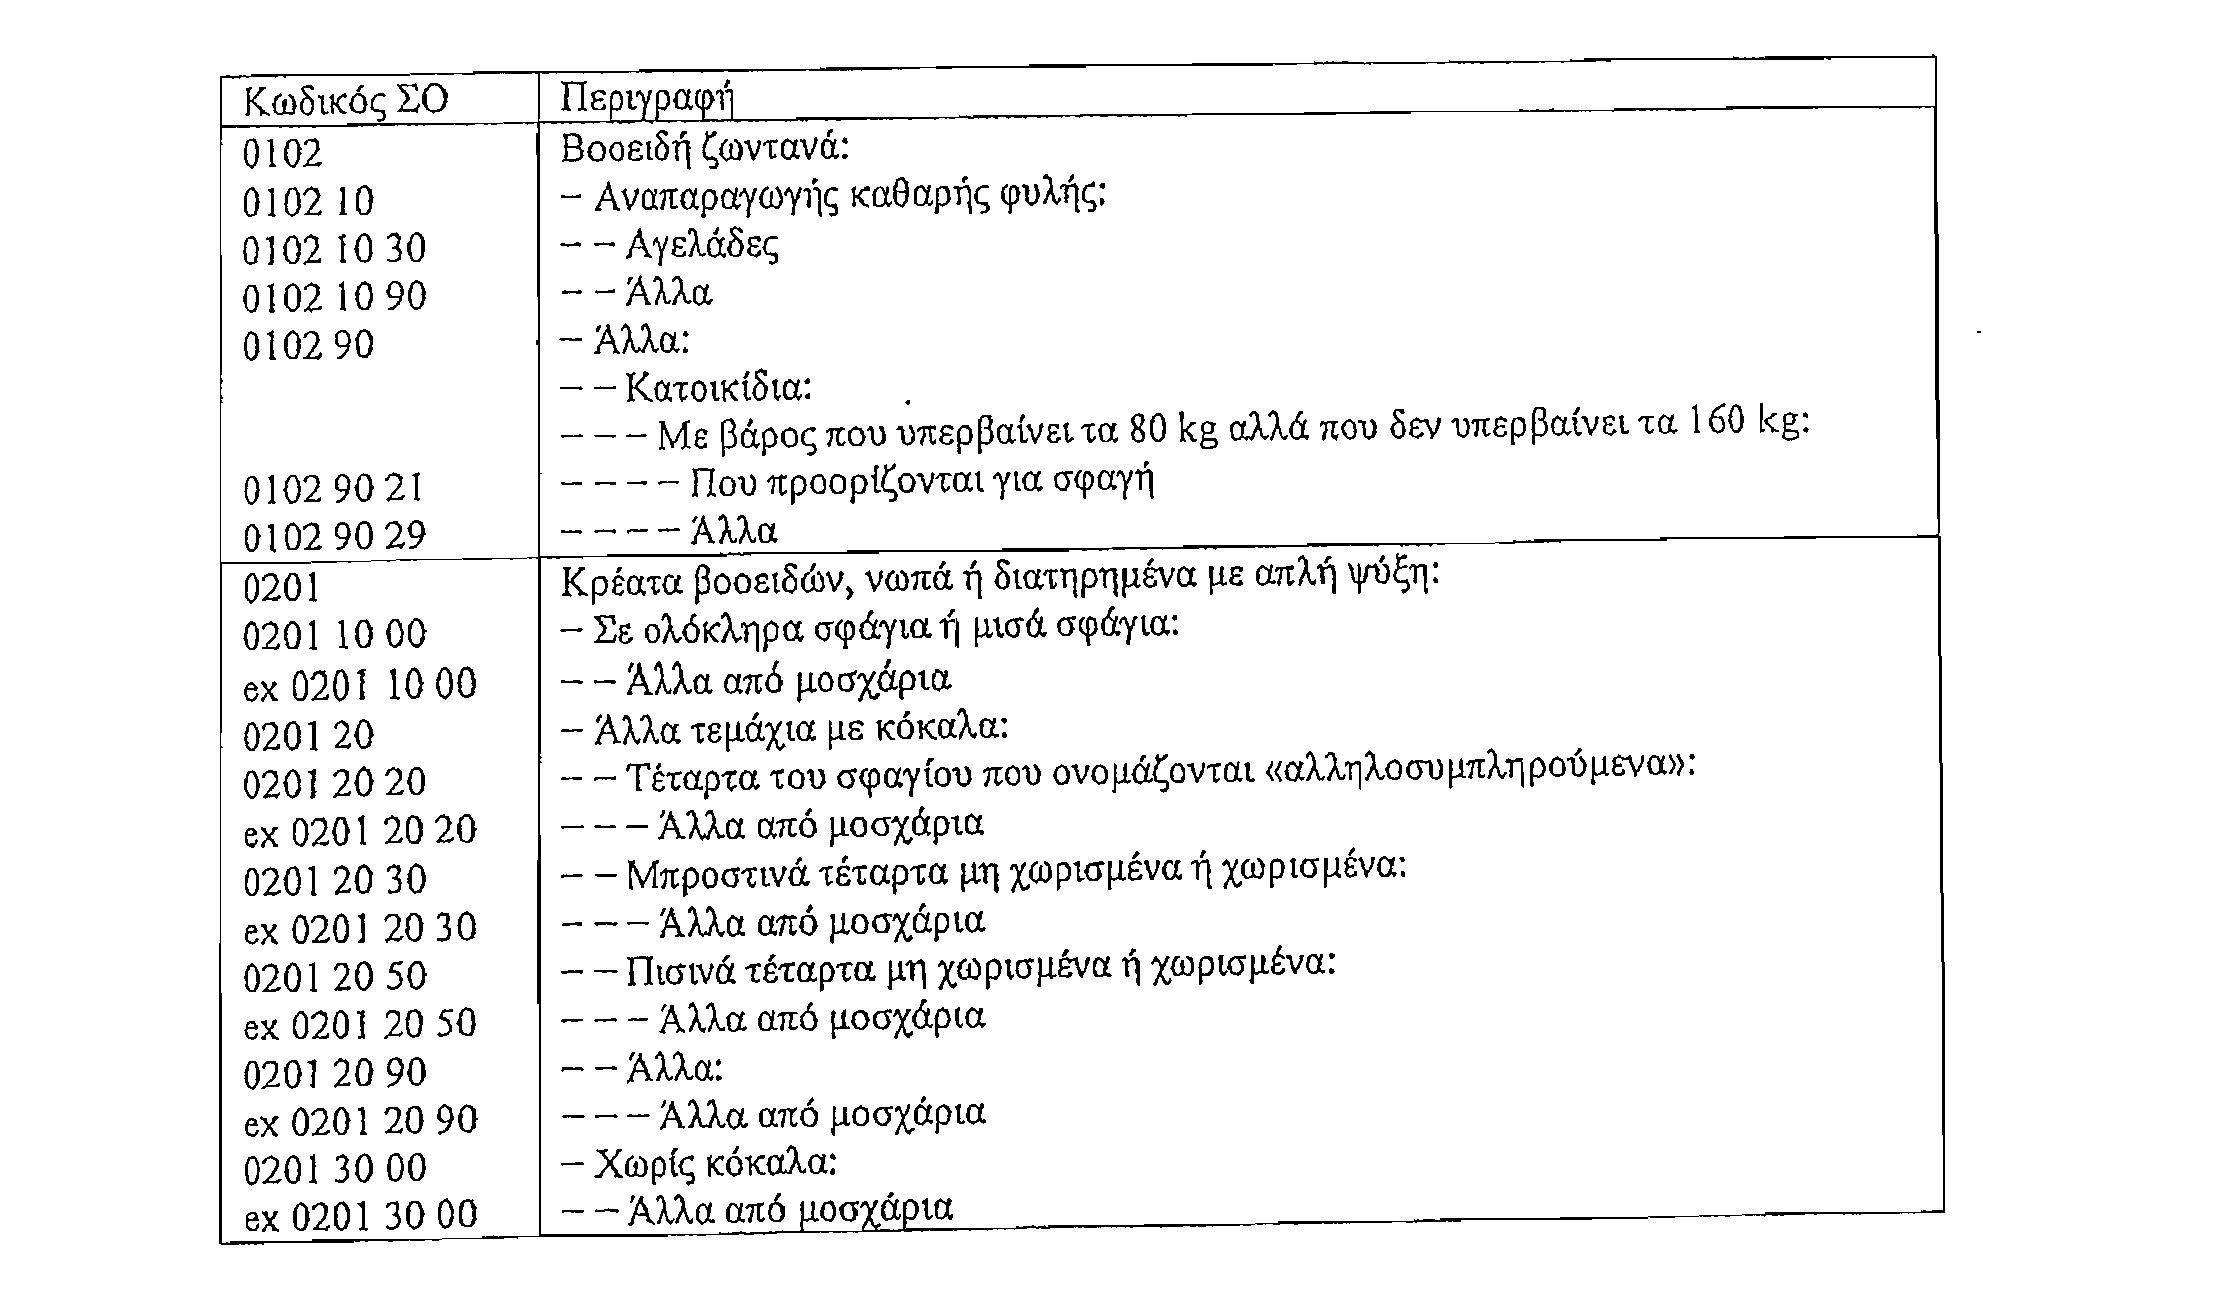 Κωδικός ΣΟ Περιγραφή
0102 Βοοειδή ζωντανά:
0102 10 – Αναπαραγωγής καθαρής φυλής:
0102 10 30 – – Αγελάδες
0102 10 90 – – Άλλα
0102 90 – Άλλα:
– – Κατοικίδια:
– – – Με βάρος που υπερβαίνει τα 80 kg αλλά που δεν υπερβαίνει τα 160 kg:
0102 90 21 – – – – Που προορίζονται για σφαγή
0102 90 29 – – – – Άλλα
0201 Κρέατα βοοειδών, νωπά ή διατηρημένα με απλή ψύξη:
0201 10 00 – Σε ολόκληρα σφάγια ή μισά σφάγια:
ex 0201 10 00 – – Άλλα από μοσχάρια
0201 20 – Άλλα τεμάχια με κόκαλα:
0201 20 20 – – Τέταρτα του σφαγίου που ονομάζονται «αλληλοσυμπληρούμενα»:
ex 0201 20 20 – – – Άλλα από μοσχάρια
0201 20 30 – – Μπροστινά τέταρτα μη χωρισμένα ή χωρισμένα:
ex 0201 20 30 – – – Άλλα από μοσχάρια
0201 20 50 – – Πισινά τέταρτα μη χωρισμένα ή χωρισμένα:
ex 0201 20 50 – – – Άλλα από μοσχάρια
0201 20 90 – – Άλλα:
ex 0201 20 90 – – – Άλλα από μοσχάρια
0201 30 00 – Χωρίς κόκαλα:
ex 0201 30 00 – – Άλλα από μοσχάρια